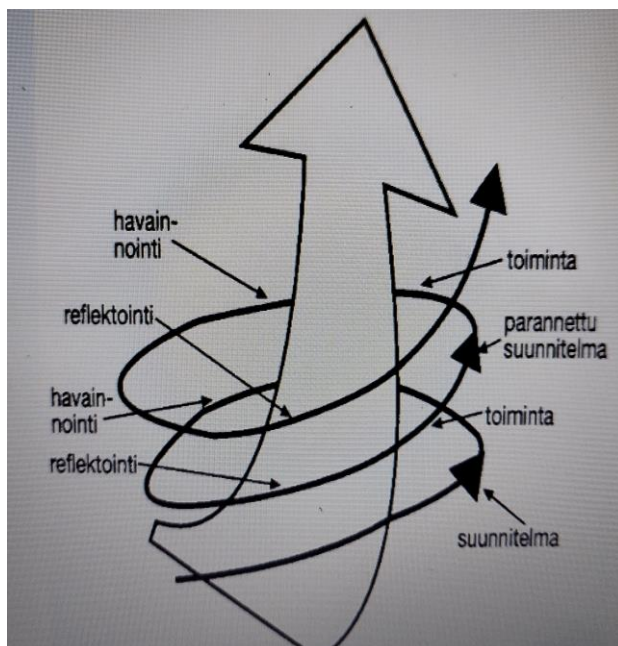 havain-
nointi
toiminta
reflektointi
parannettu
suunnitelma
havain-
nointi
toiminta
reflektointi
suunnitelma